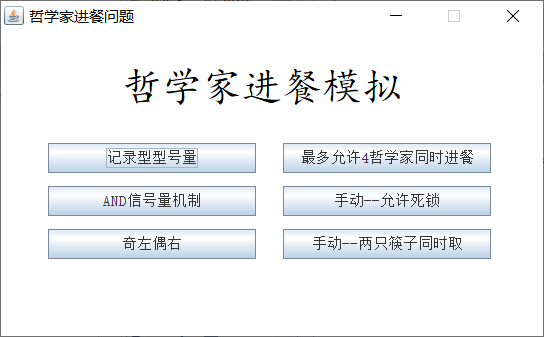 哲学家进餐问题
哲学家进餐模拟
记录型型号量
最多允许4哲学家同时进餐
AND信号量机制
手动--允许死锁
奇左偶右
手动--两只筷子同时取